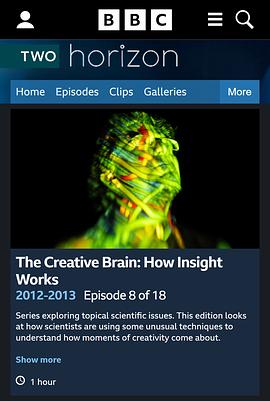 BBC
TWO horizon
Home Episodes Clips Galleries More
The Creative Brain: How Insight
Works
2012-2013 Episode 8 of 18
Series exploring topical scientific issues. This edition looks
at how scientists are using some unusual techniques to
understand how moments of creativity come about.
Show more
1 hour